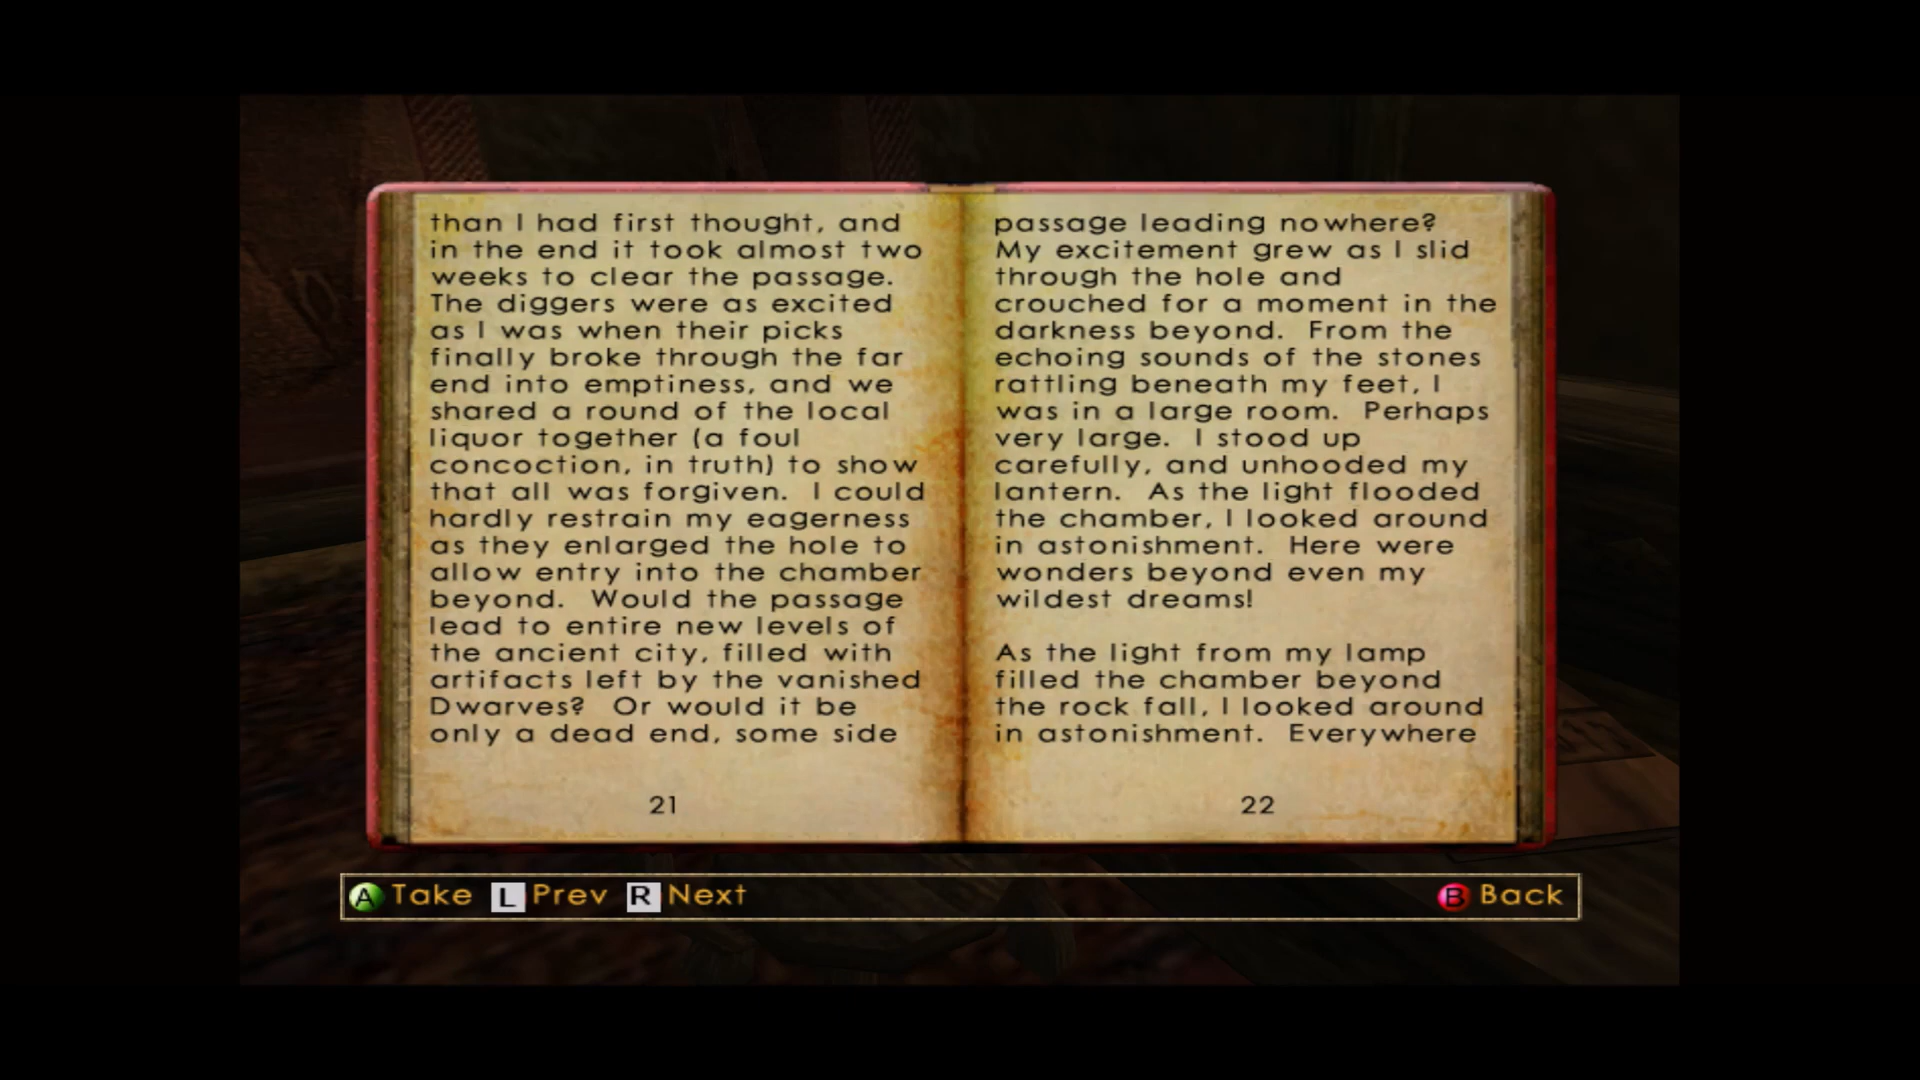 than I had first thought, and
in the end it took almost two
weeks to clear the passage.
The diggers were as excited
as I was when their picks
finally broke through the far
end into emptiness, and we
shared a round of the local
liquor together (a foul
concoction, in truth) to show
that all was forgiven.  I could
hardly restrain my eagerness
as they enlarged the hole to
allow entry into the chamber
beyond.  Would the passage
lead to entire new levels of
the ancient city, filled with
artifacts left by the vanished
Dwarves?  Or would it be
only a dead end, some side
21
passage leading nowhere?
My excitement grew as I slid
through the hole and
crouched for a moment in the
darkness beyond.  From the
echoing sounds of the stones
rattling beneath my feet, I
was in a large room.  Perhaps
very large.  I stood up
carefully, and unhooded my
lantern.  As the light flooded
the chamber, I looked around
in astonishment.  Here were
wonders beyond even my
wildest dreams!
As the light from my lamp
filled the chamber beyond
the rock fall, I looked around
in astonishment.  Everywhere
22
A Take L Prev R Next B Back